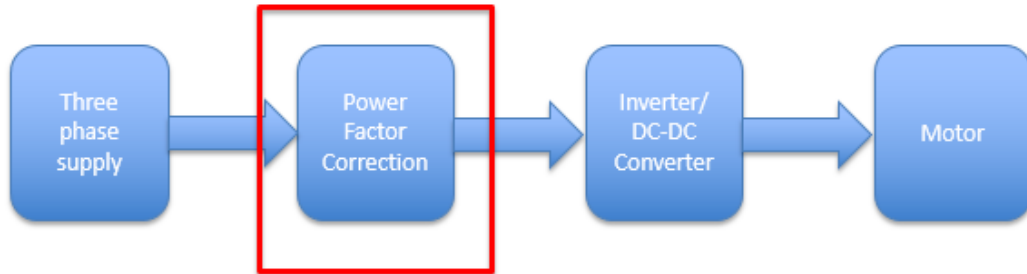 Three
phase
supply
Power
Factor
Correction
Inverter/
DC-DC
Converter
Motor